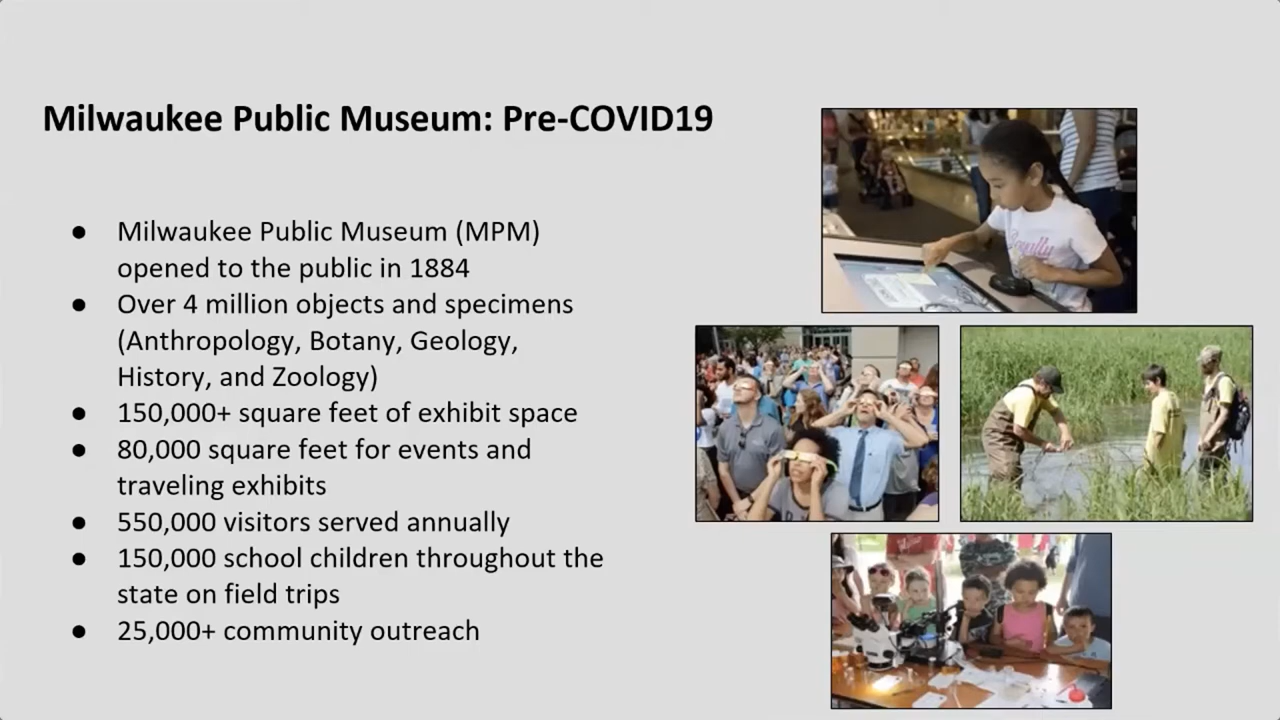 Milwaukee Public Museum: Pre-COVID19
● Milwaukee Public Museum (MPM)
opened to the public in 1884
● Over 4 million objects and specimens
(Anthropology, Botany, Geology,
History, and Zoology)
● 150,000+ square feet of exhibit space
● 80,000 square feet for events and
traveling exhibits
● 550,000 visitors served annually
● 150,000 school children throughout the
state on field trips
● 25,000+ community outreach